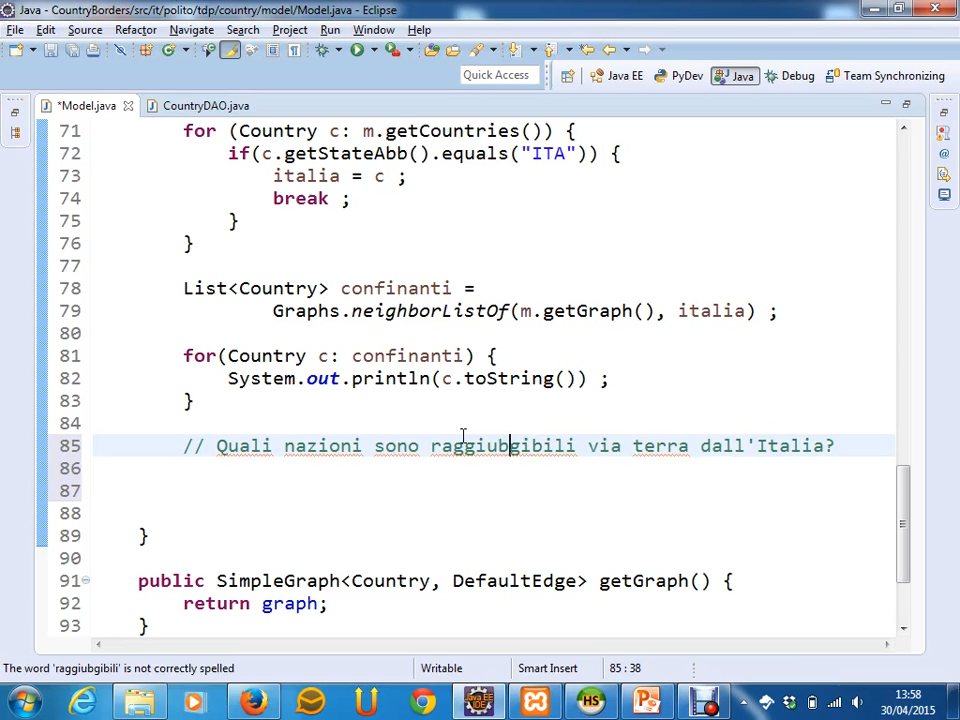 Java - CountryBorders/src/it/polito/tdp/country/model/Model.java - Eclipse
File Edit Source Refactor Navigate Search Project Run Window Help
Quick Access Java EE PyDev Java Debug Team Synchronizing
*Model.java CountryDAO.java
71 for (Country c: m.getCountries()) {
72 if(c.getStateAbb().equals("ITA")) {
73 italia = c ;
74 break ;
75 }
76 }
77
78 List<Country> confinanti =
79 Graphs.neighborListOf(m.getGraph(), italia) ;
80
81 for(Country c: confinanti) {
82 System.out.println(c.toString()) ;
83 }
84
85 // Quali nazioni sono raggiubgibili via terra dall'Italia?
86
87
88
89 }
90
91 public SimpleGraph<Country, DefaultEdge> getGraph() {
92 return graph;
93 }
The word 'raggiubgibili' is not correctly spelled Writable Smart Insert 85 : 38
13:58
30/04/2015